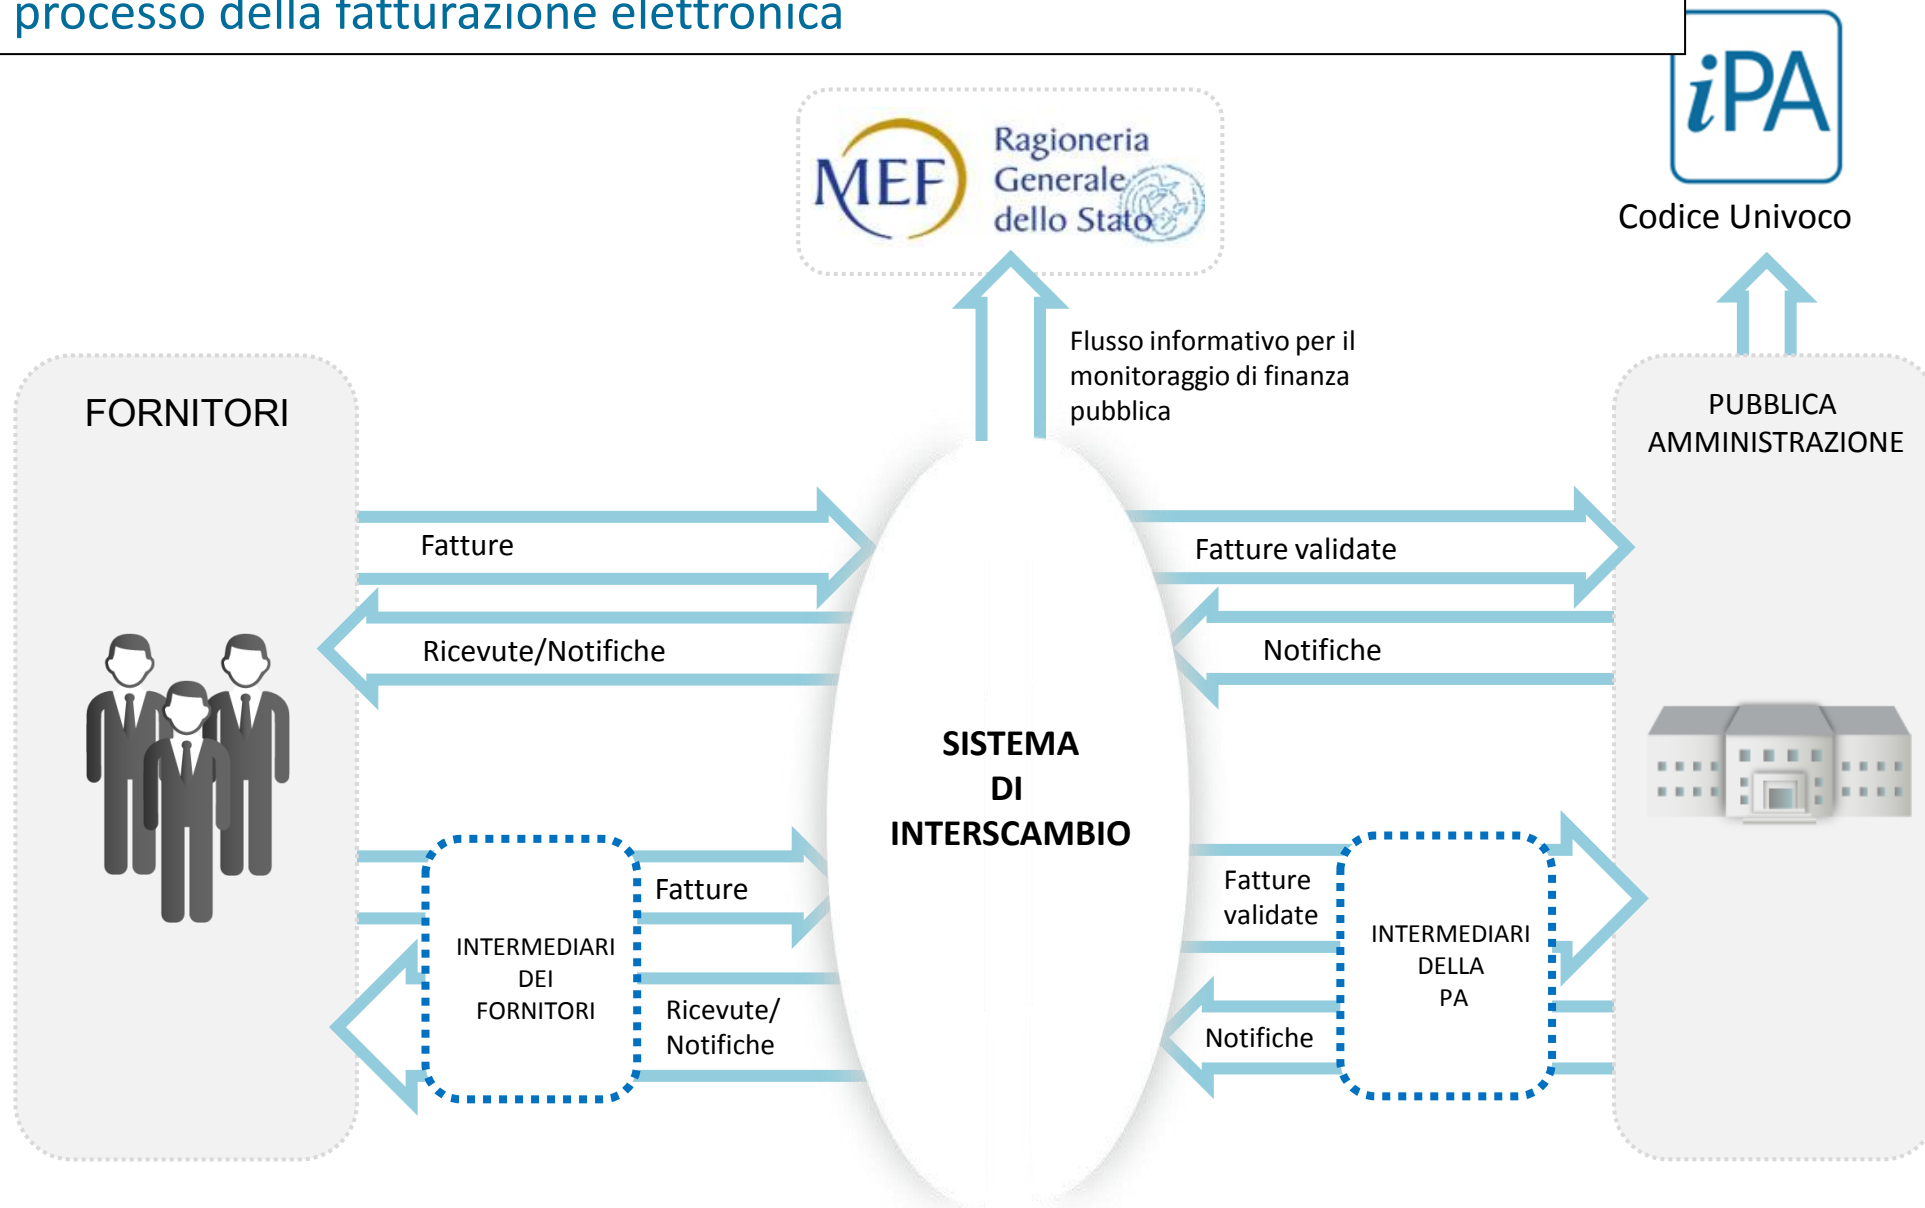 processo della fatturazione elettronica
iPA
Codice Univoco
MEF
Ragioneria
Generale
dello Stato
Flusso informativo per il
monitoraggio di finanza
pubblica
FORNITORI
PUBBLICA
AMMINISTRAZIONE
Fatture
Fatture validate
Ricevute/Notifiche
Notifiche
SISTEMA
DI
INTERSCAMBIO
Fatture
Fatture
validate
INTERMEDIARI
DEI
FORNITORI
INTERMEDIARI
DELLA
PA
Ricevute/
Notifiche
Notifiche